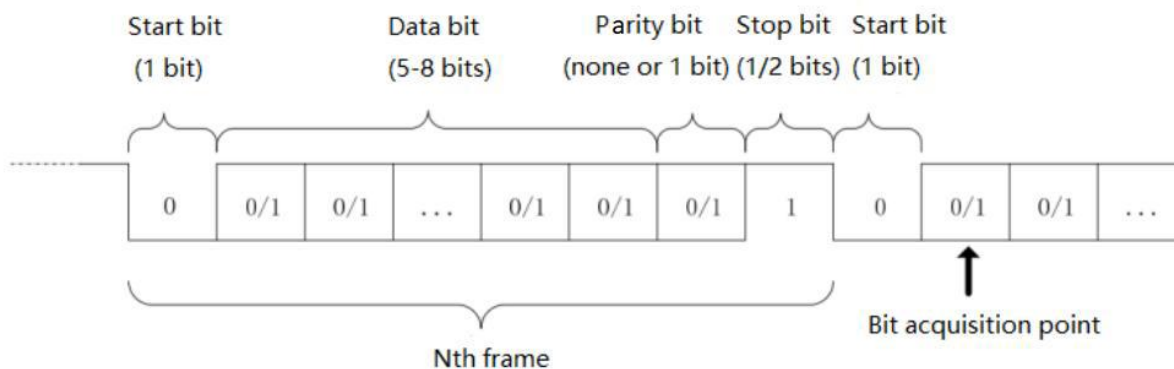 Start bit
(1 bit)
Data bit
(5-8 bits)
Parity bit
(none or 1 bit)
Stop bit
(1/2 bits)
Start bit
(1 bit)
0 0/1 0/1 ... 0/1 0/1 0/1 1 0 0/1 0/1 ...
Nth frame
Bit acquisition point